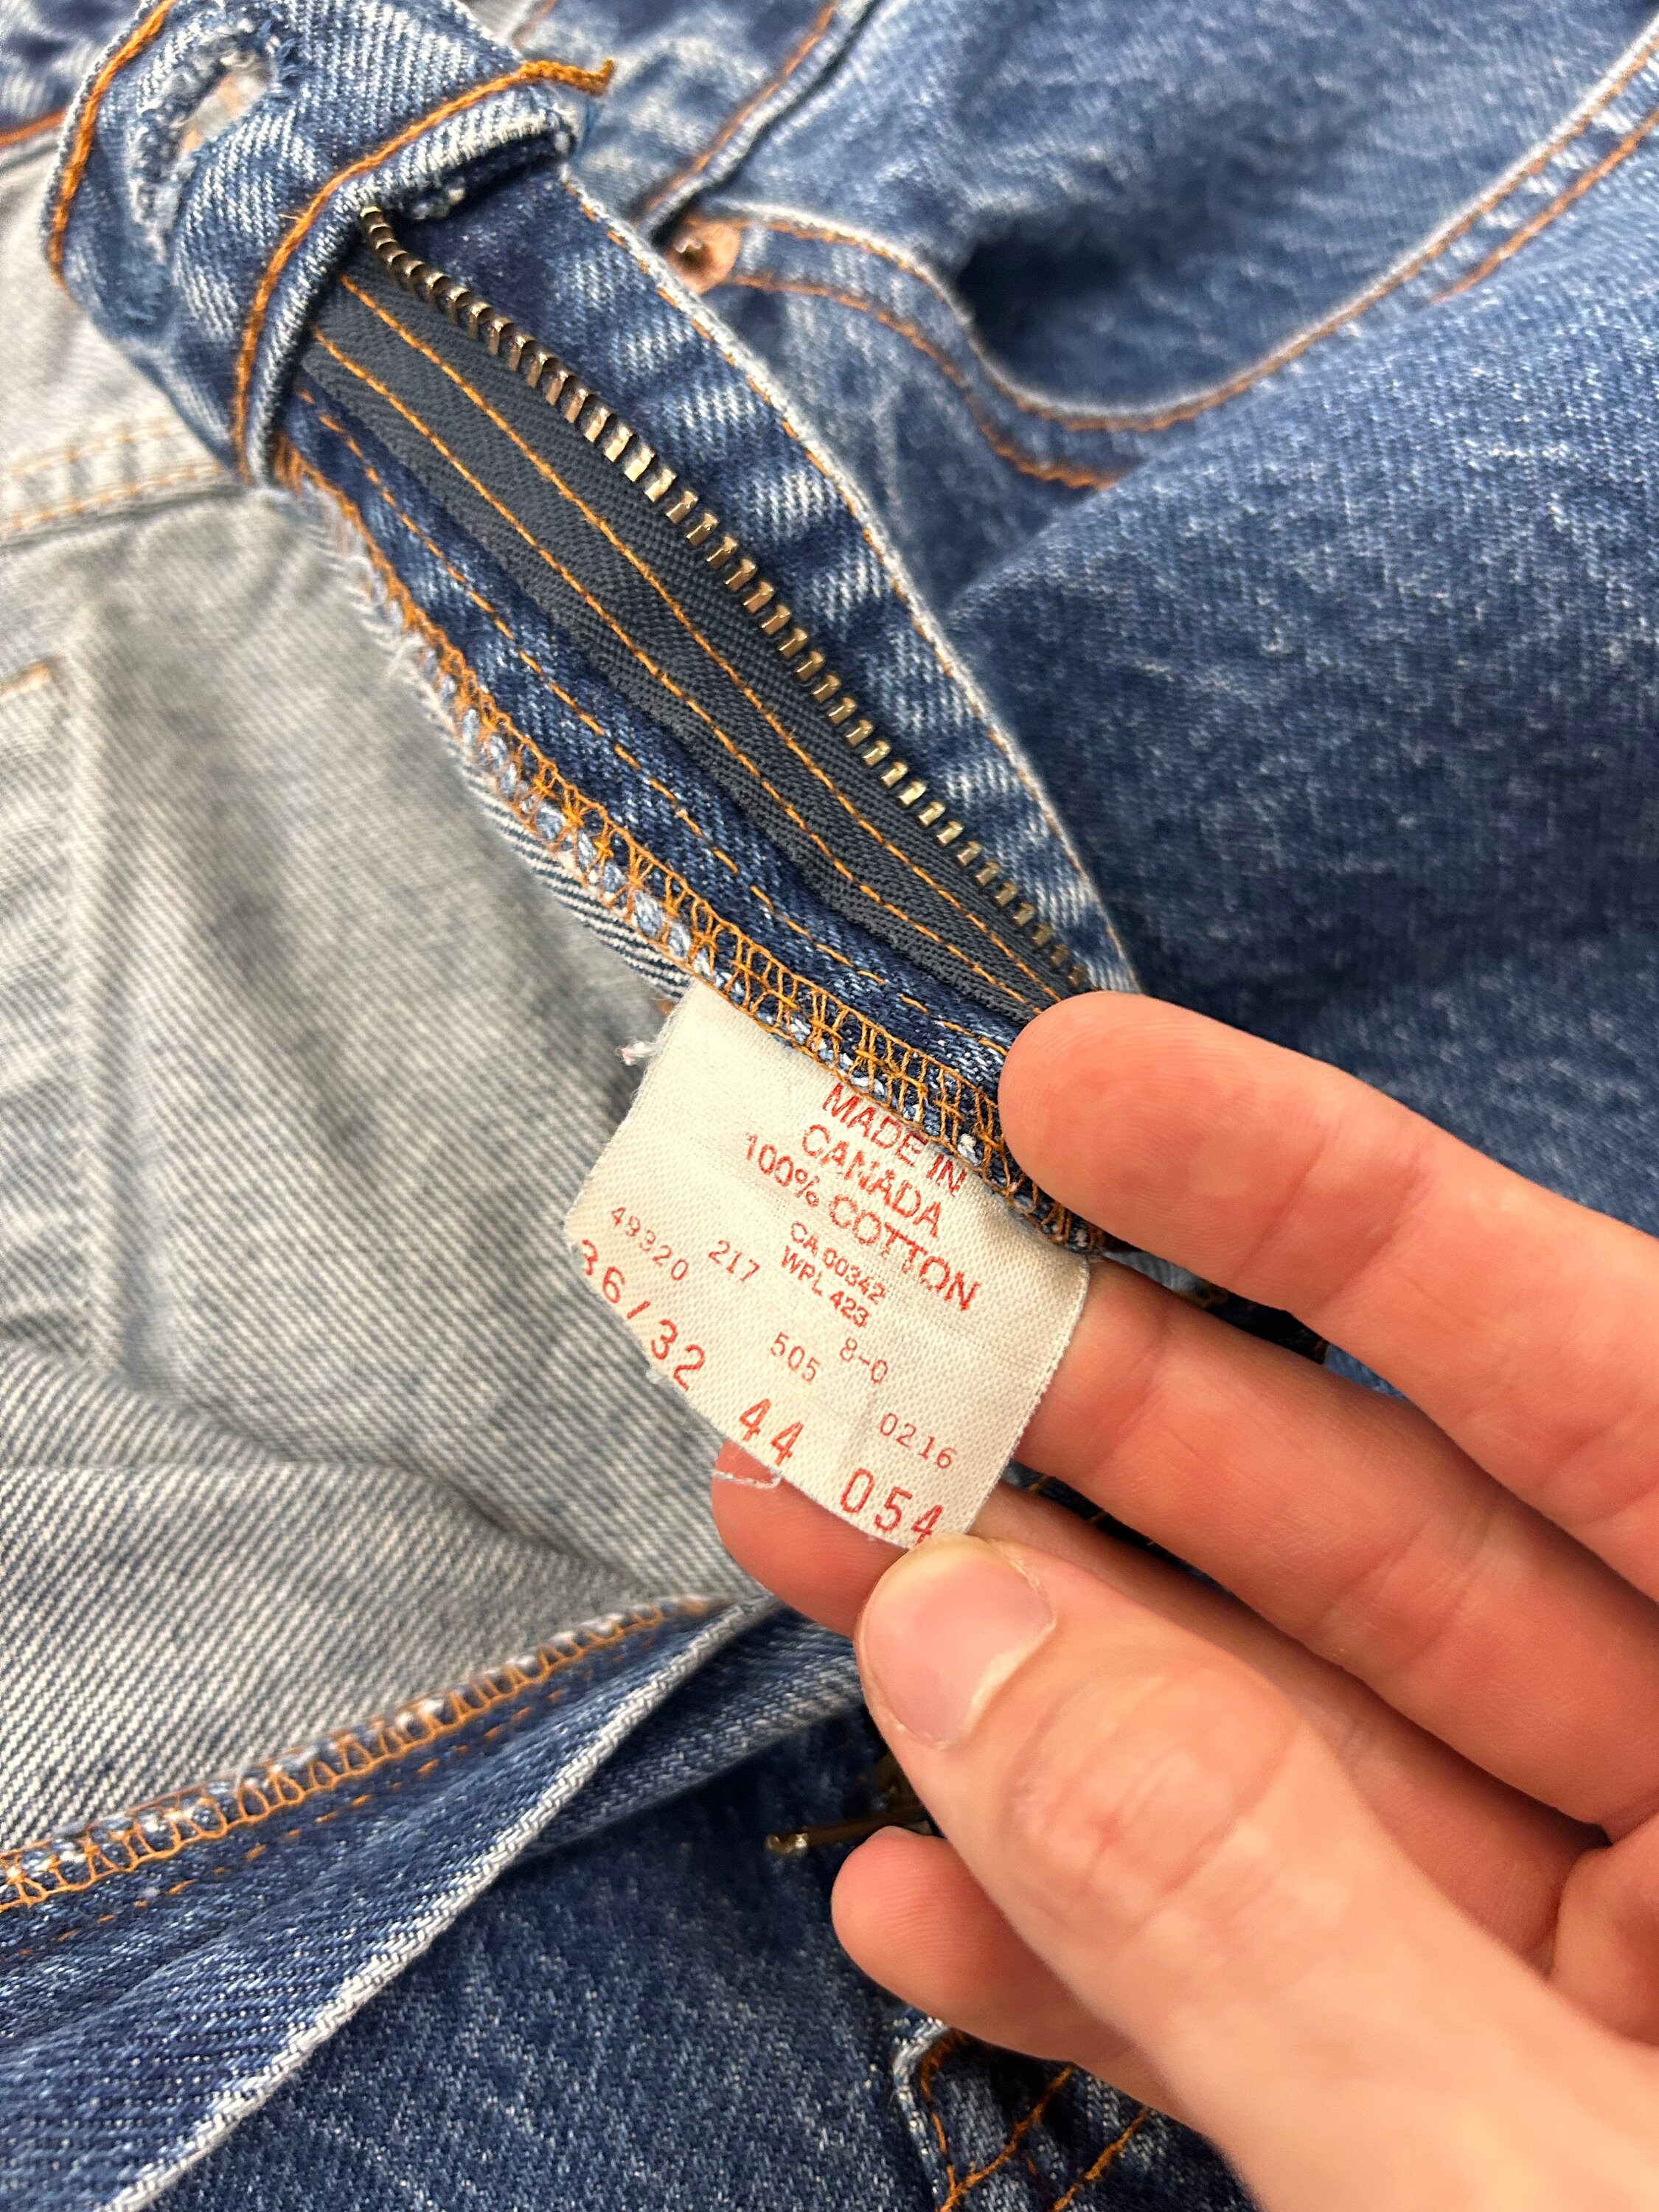 MADE IN
CANADA
100% COTTON
CA 00342
WPL 423
49320 217 505 8-0 0216
36/32 44 054